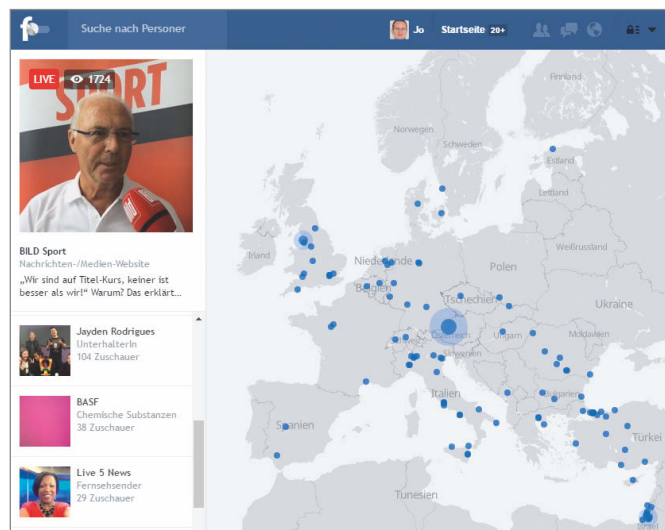 Suche nach Personer
Jo
Startseite 20+
LIVE 1724
SPORT
bild
BILD Sport
Nachrichten-/Medien-Website
„Wir sind auf Titel-Kurs, keiner ist
besser als wir!“ Warum? Das erklärt...
Jayden Rodrigues
UnterhalterIn
104 Zuschauer
BASF
Chemische Substanzen
38 Zuschauer
Live 5 News
Fernsehsender
29 Zuschauer
Finnland
Norwegen
Schweden
Estland
Lettland
Irland
Weißrussland
Niederlande
Polen
Belgien
Tschechien
Ukraine
Österreich
Ungarn
Moldawien
Slowenien
Italien
Bulgarien
Spanien
Türkei
Tunesien